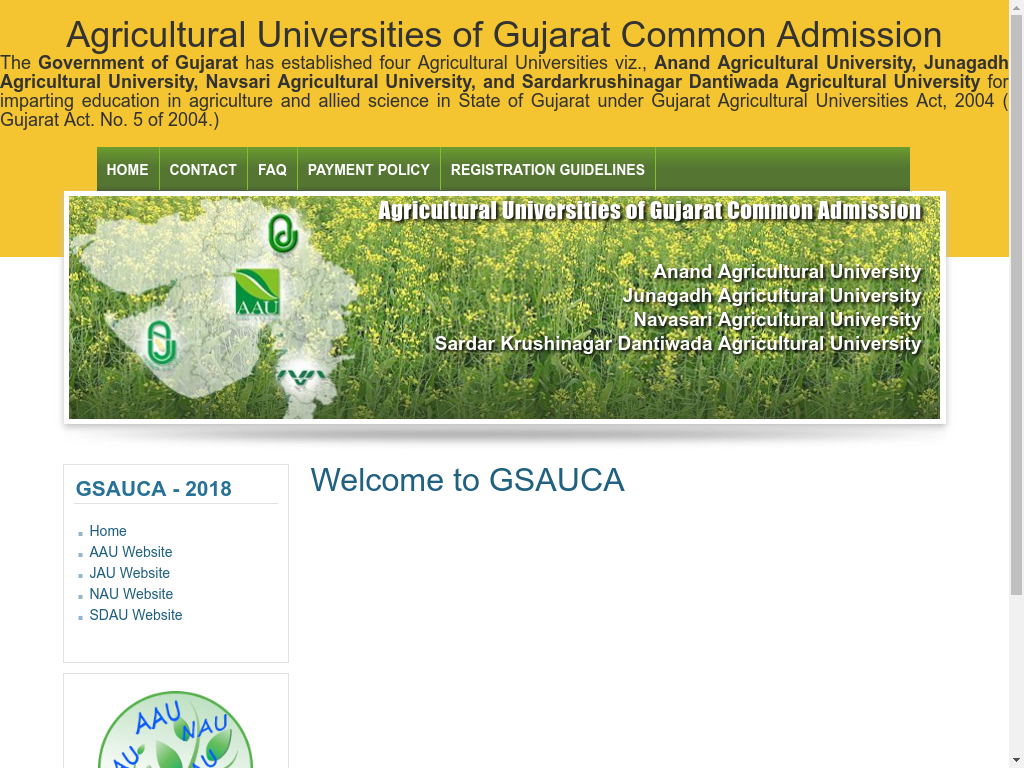 Agricultural Universities of Gujarat Common Admission
The Government of Gujarat has established four Agricultural Universities viz., Anand Agricultural University, Junagadh
Agricultural University, Navsari Agricultural University, and Sardarkrushinagar Dantiwada Agricultural University for
imparting education in agriculture and allied science in State of Gujarat under Gujarat Agricultural Universities Act, 2004 (
Gujarat Act. No. 5 of 2004.)
HOME CONTACT FAQ PAYMENT POLICY REGISTRATION GUIDELINES
Agricultural Universities of Gujarat Common Admission
Anand Agricultural University
Junagadh Agricultural University
Navasari Agricultural University
Sardar Krushinagar Dantiwada Agricultural University
AAU
GSAUCA - 2018
Welcome to GSAUCA
Home
AAU Website
JAU Website
NAU Website
SDAU Website
AAU
NAU